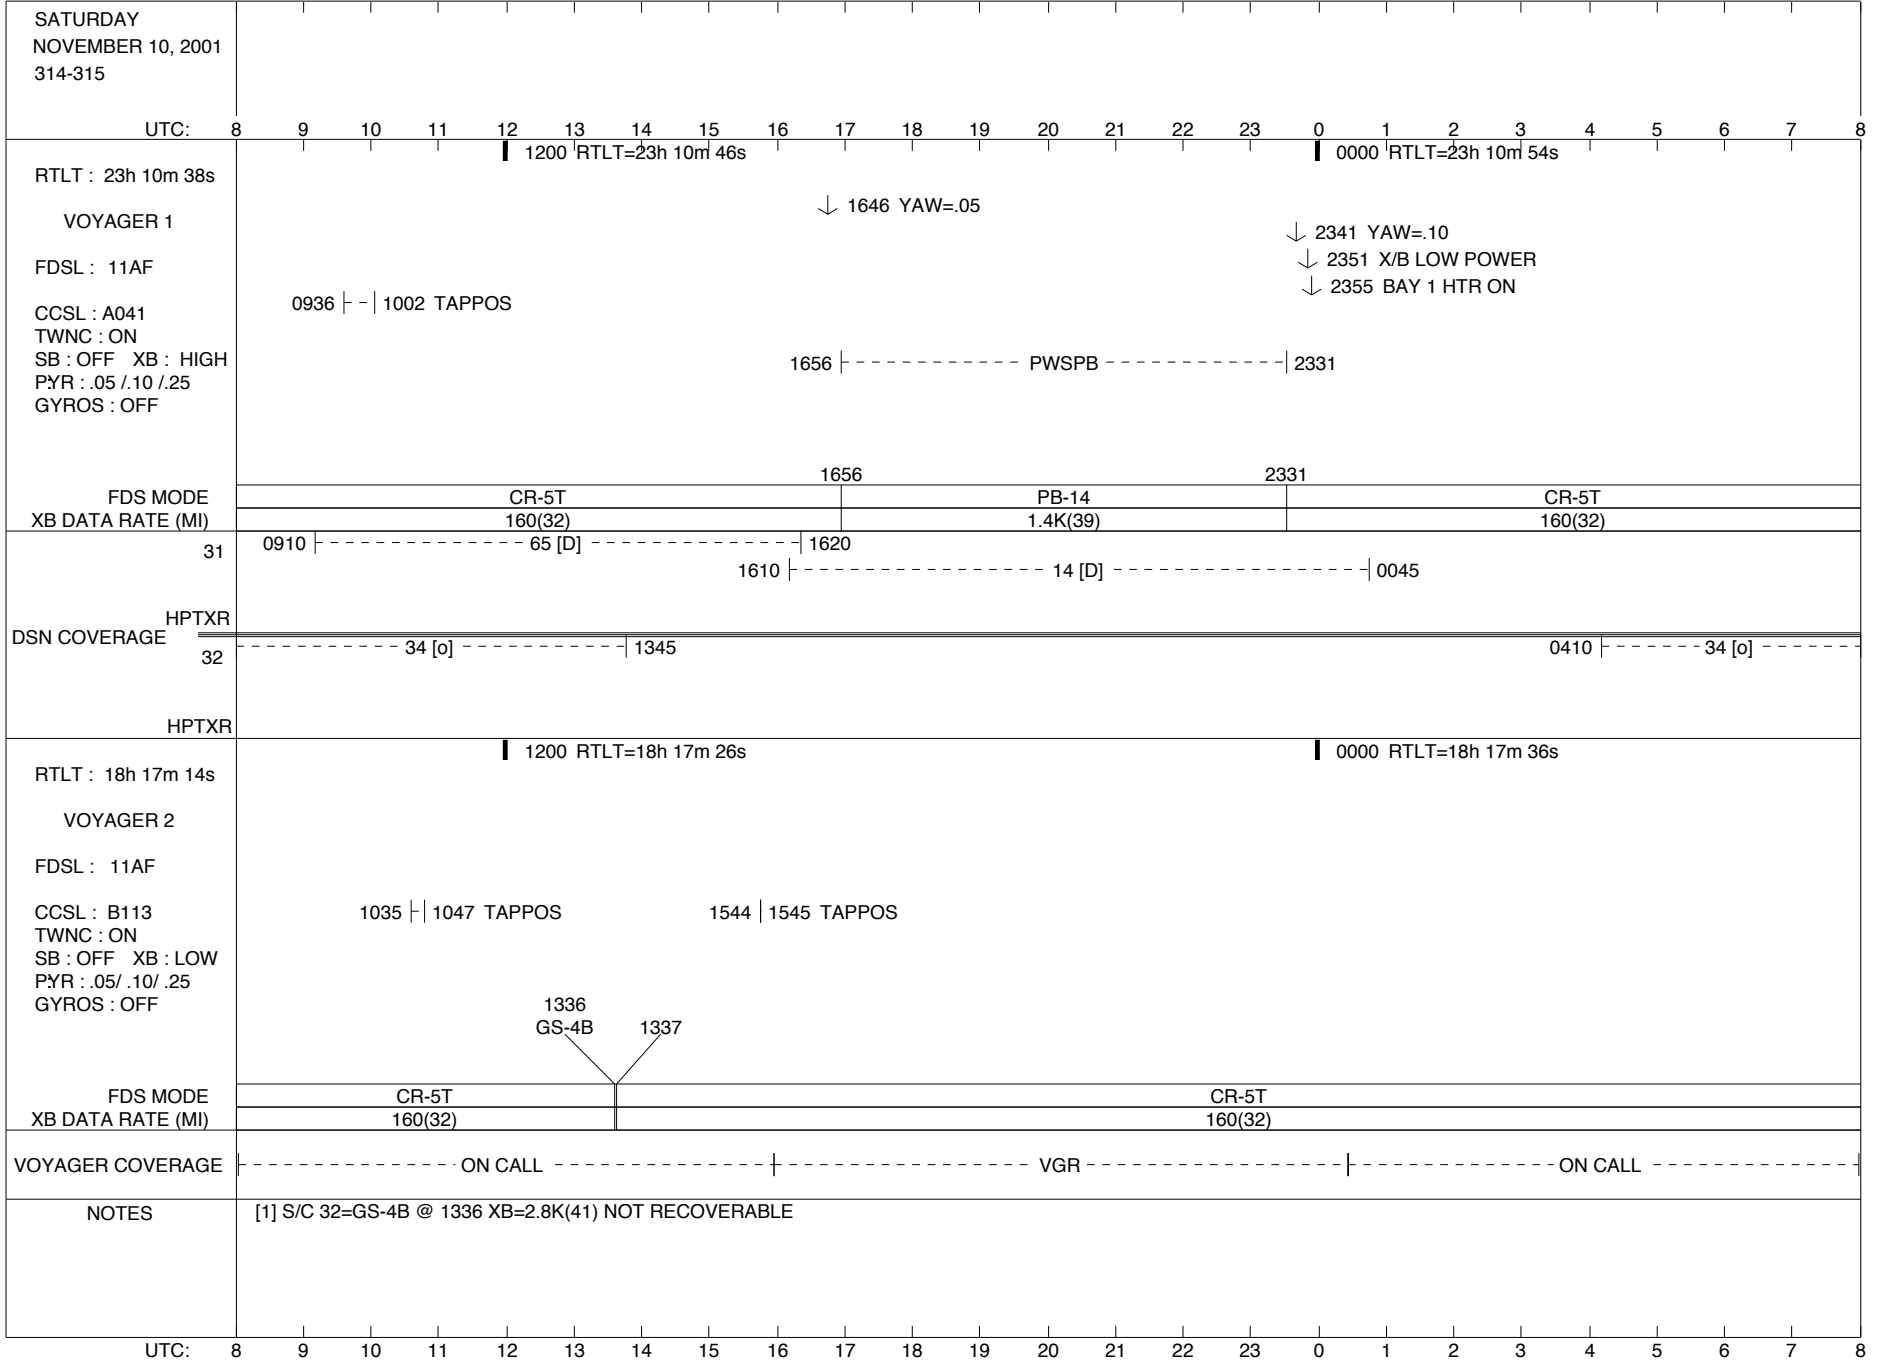 SATURDAY
NOVEMBER 10, 2001
314-315
UTC: 8 9 10 11 12 13 14 15 16 17 18 19 20 21 22 23 0 1 2 3 4 5 6 7 8
1200 RTLT=23h 10m 46s 0000 RTLT=23h 10m 54s
RTLT : 23h 10m 38s
1646 YAW=.05
VOYAGER 1
2341 YAW=.10
2351 X/B LOW POWER
FDSL : 11AF
2355 BAY 1 HTR ON
0936 1002 TAPPOS
CCSL : A041
TWNC : ON
SB : OFF XB : HIGH
1656 PWSPB 2331
P:YR : .05 /.10 /.25
GYROS : OFF
1656 2331
FDS MODE CR-5T PB-14 CR-5T
XB DATA RATE (MI) 160(32) 1.4K(39) 160(32)
31 0910 65 [D] 1620
1610 14 [D] 0045
HPTXR
DSN COVERAGE
32 34 [o] 1345 0410 34 [o]
HPTXR
1200 RTLT=18h 17m 26s 0000 RTLT=18h 17m 36s
RTLT : 18h 17m 14s
VOYAGER 2
FDSL : 11AF
CCSL : B113
1035 1047 TAPPOS 1544 1545 TAPPOS
TWNC : ON
SB : OFF XB : LOW
P:YR : .05/ .10/ .25
GYROS : OFF
1336
GS-4B 1337
FDS MODE CR-5T CR-5T
XB DATA RATE (MI) 160(32) 160(32)
VOYAGER COVERAGE ON CALL VGR ON CALL
NOTES [1] S/C 32=GS-4B @ 1336 XB=2.8K(41) NOT RECOVERABLE
UTC: 8 9 10 11 12 13 14 15 16 17 18 19 20 21 22 23 0 1 2 3 4 5 6 7 8